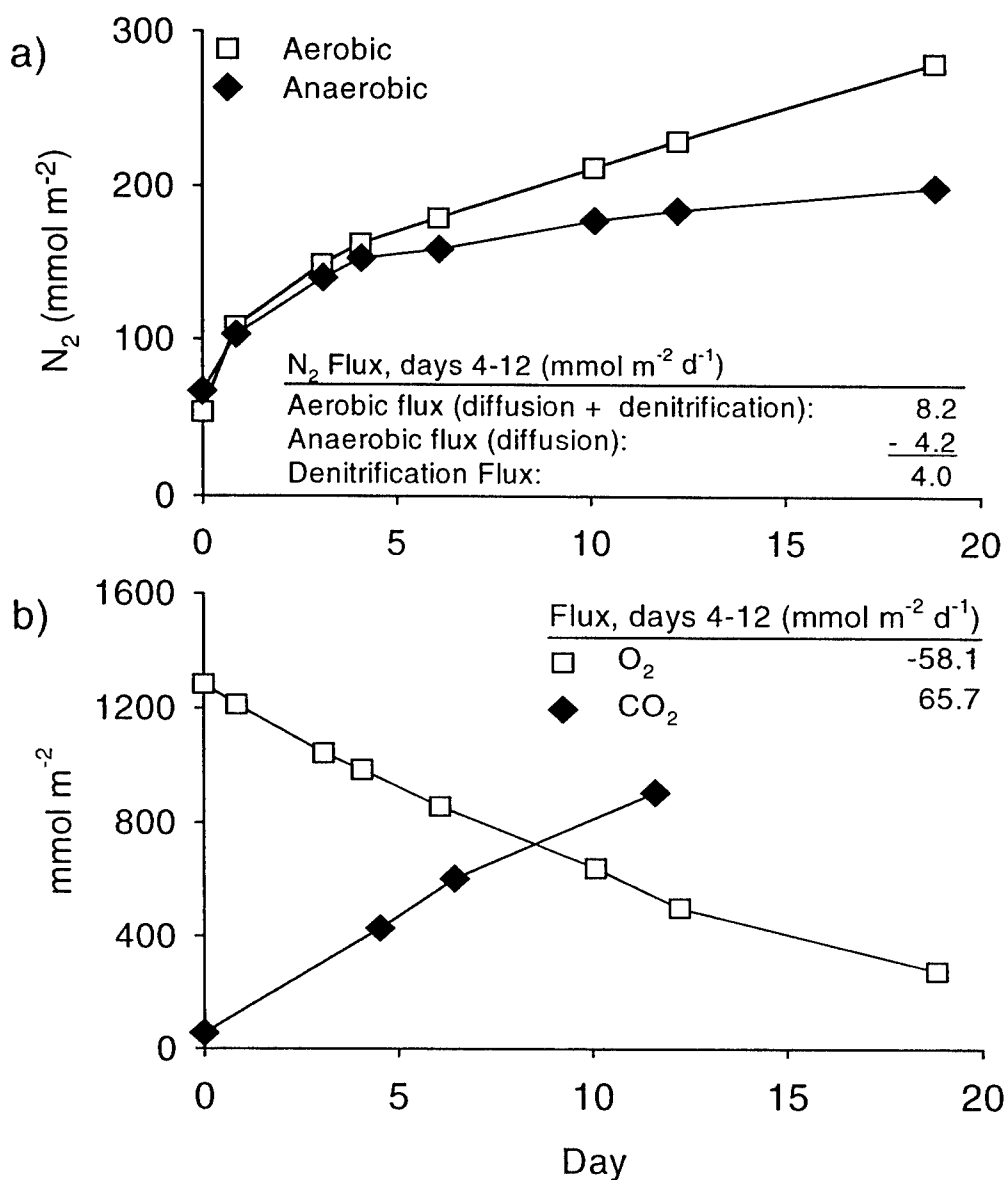 a)
300
200
100
0
N₂ (mmol m⁻²)
□ Aerobic
◆ Anaerobic
N₂ Flux, days 4-12 (mmol m⁻² d⁻¹)
Aerobic flux (diffusion + denitrification): 8.2
Anaerobic flux (diffusion): - 4.2
Denitrification Flux: 4.0
0 5 10 15 20
b)
1600
1200
800
400
0
mmol m⁻²
Flux, days 4-12 (mmol m⁻² d⁻¹)
□ O₂ -58.1
◆ CO₂ 65.7
0 5 10 15 20
Day